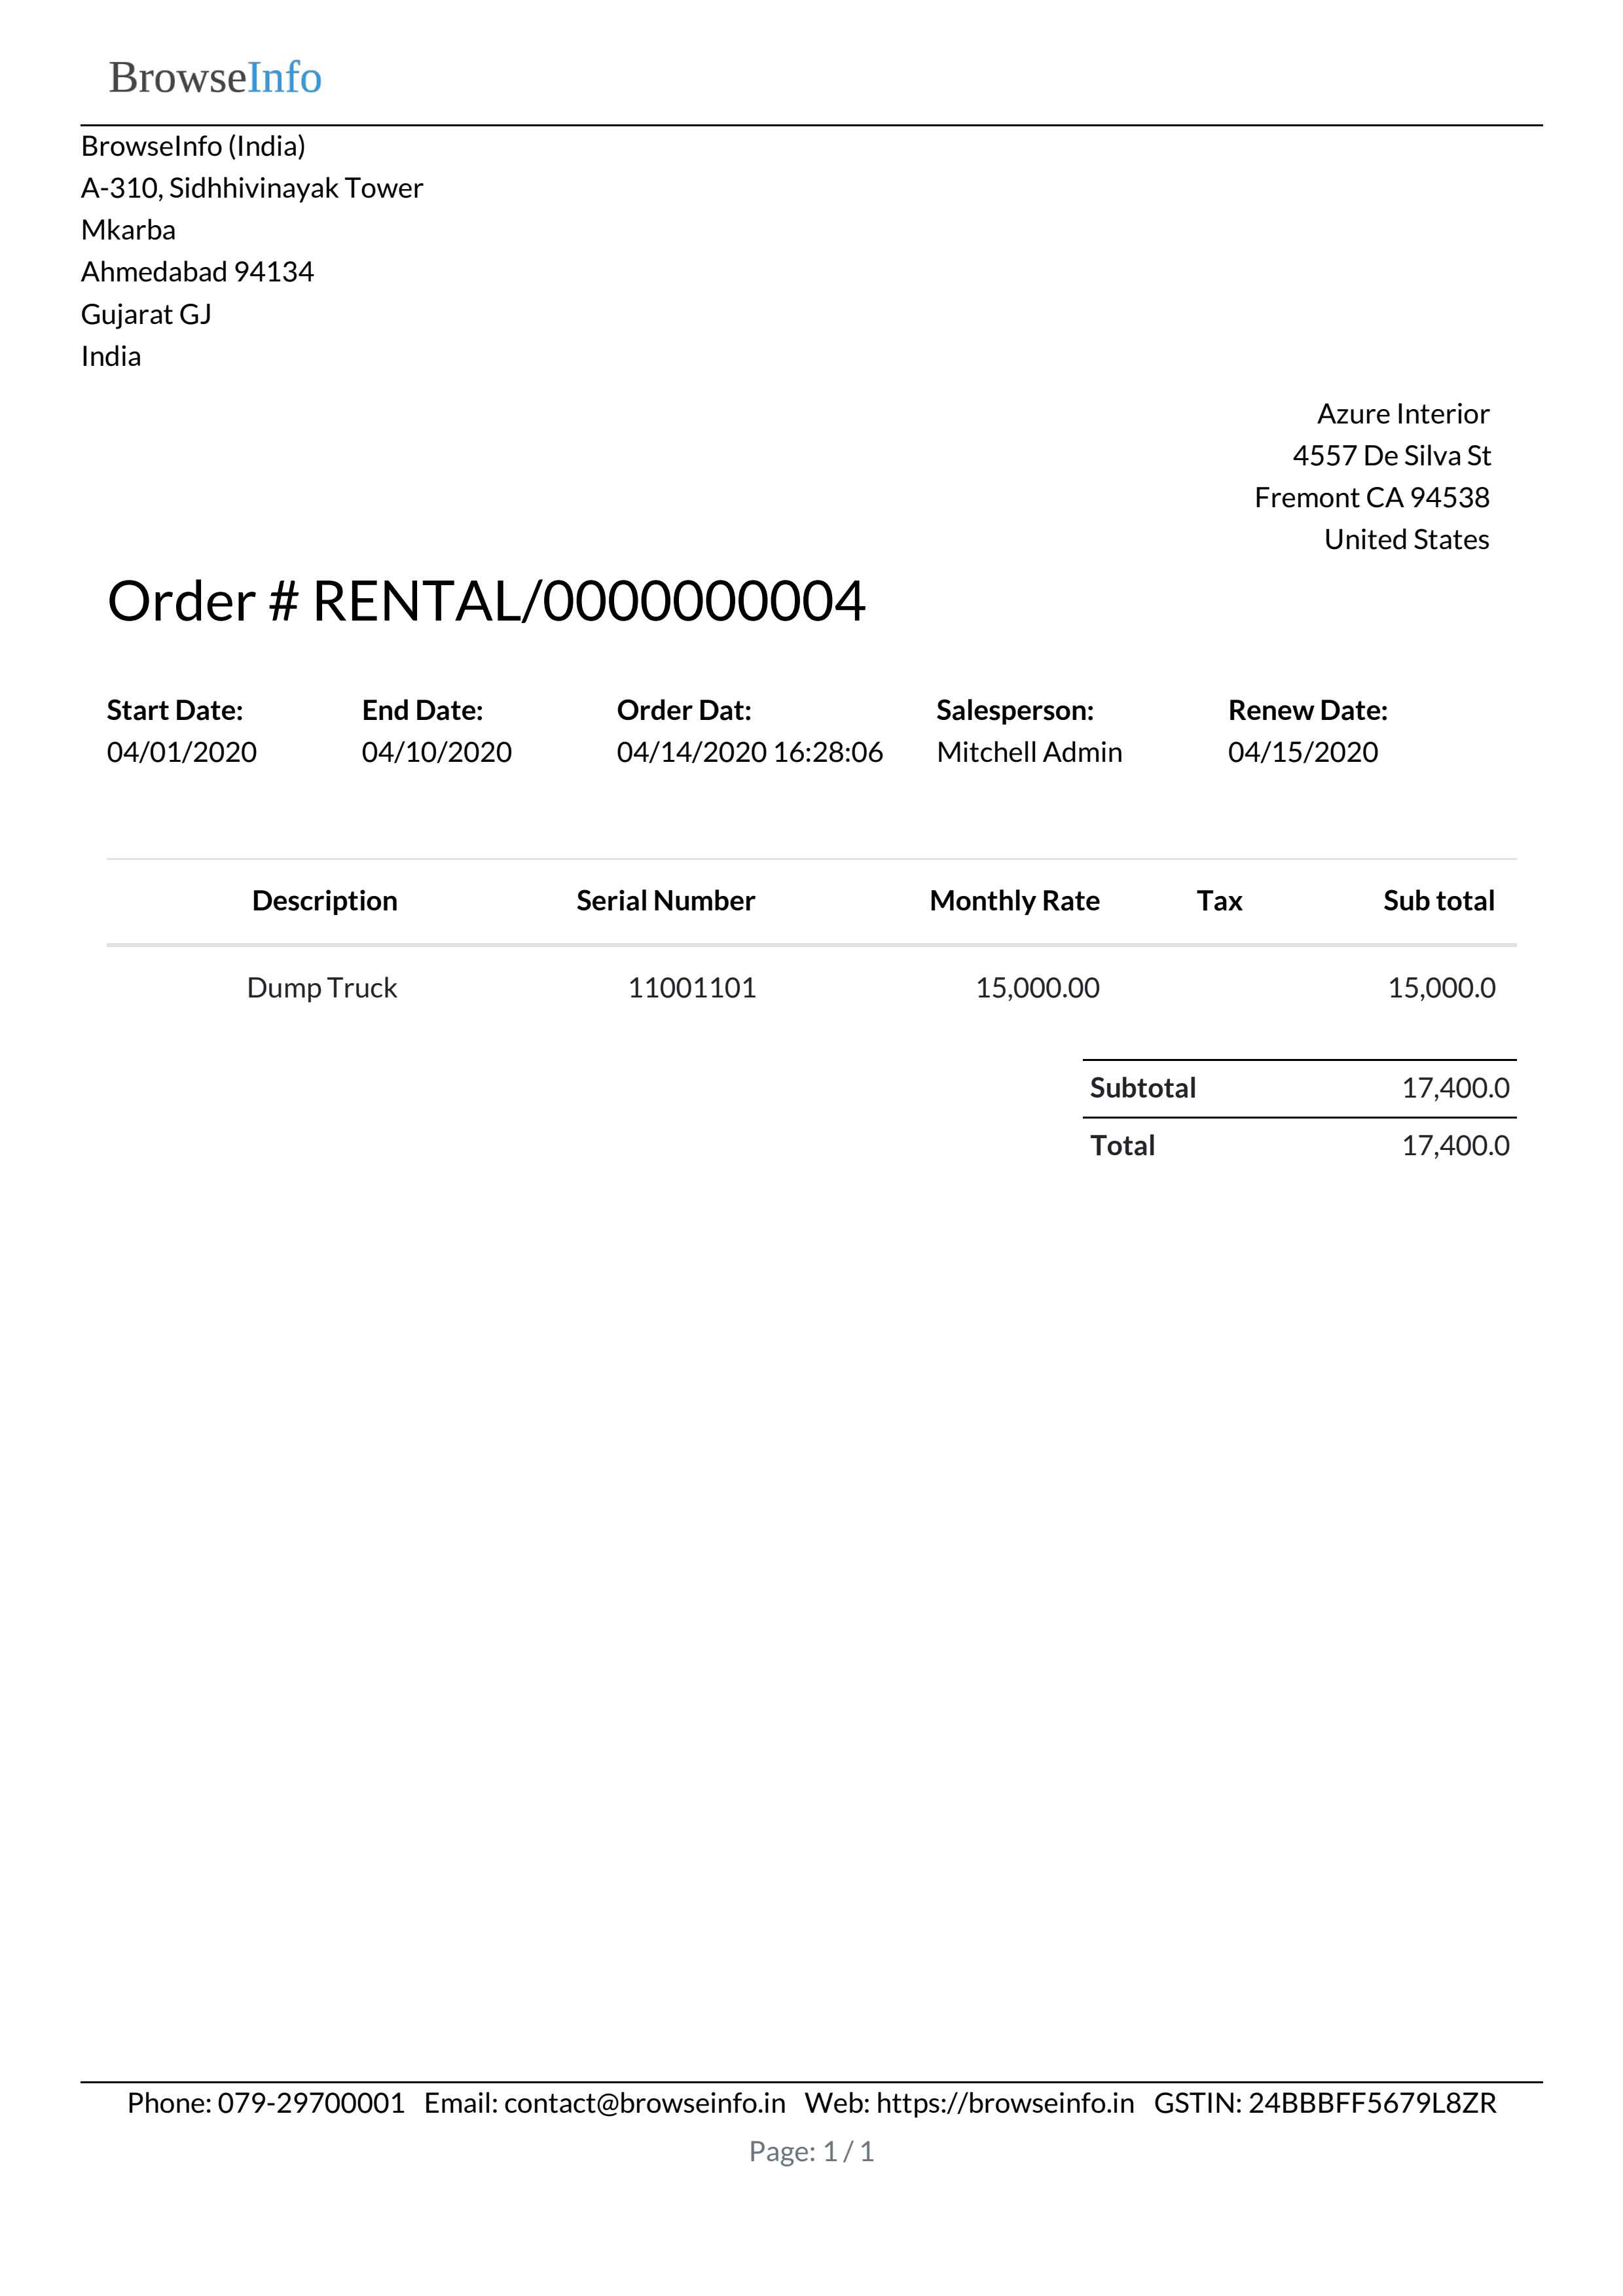 BrowseInfo
BrowseInfo (India)
A-310, Sidhhivinayak Tower
Mkarba
Ahmedabad 94134
Gujarat GJ
India
Azure Interior
4557 De Silva St
Fremont CA 94538
United States
Order # RENTAL/0000000004
Start Date: End Date: Order Dat: Salesperson: Renew Date:
04/01/2020 04/10/2020 04/14/2020 16:28:06 Mitchell Admin 04/15/2020
Description Serial Number Monthly Rate Tax Sub total
Dump Truck 11001101 15,000.00 15,000.0
Subtotal 17,400.0
Total 17,400.0
Phone: 079-29700001 Email: contact@browseinfo.in Web: https://browseinfo.in GSTIN: 24BBBFF5679L8ZR
Page: 1 / 1